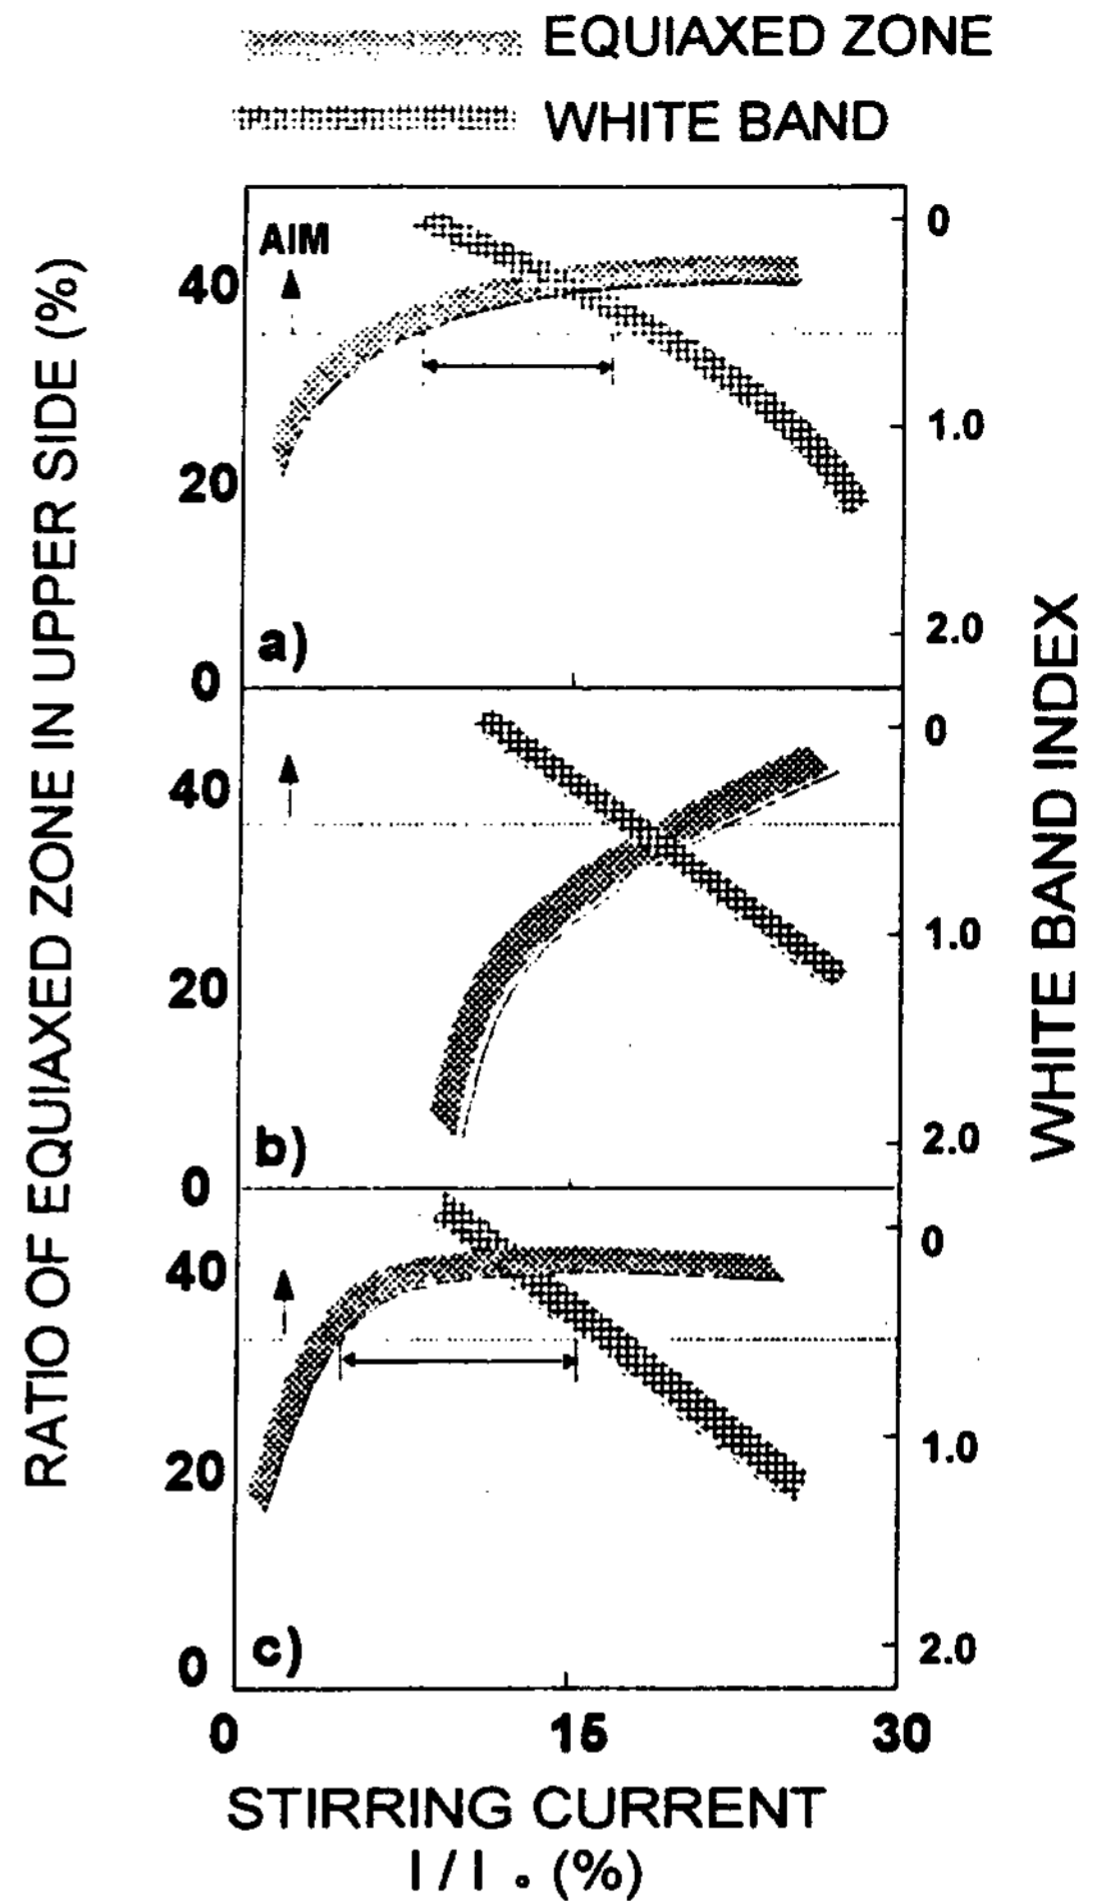 EQUIAXED ZONE
WHITE BAND
RATIO OF EQUIAXED ZONE IN UPPER SIDE (%)
WHITE BAND INDEX
AIM
40
20
0
a)
0
1.0
2.0
40
20
0
b)
0
1.0
2.0
40
20
0
c)
0
1.0
2.0
0
15
30
STIRRING CURRENT
I / I 。 (%)